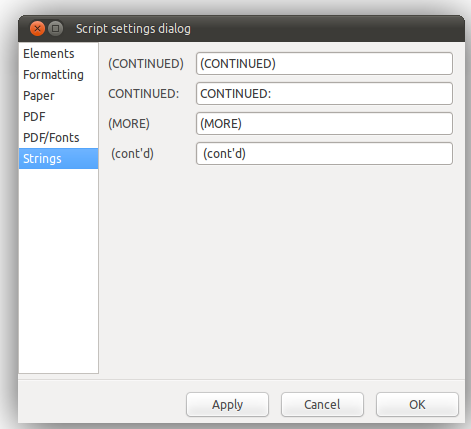 Script settings dialog
Elements
Formatting
Paper
PDF
PDF/Fonts
Strings
(CONTINUED) (CONTINUED)
CONTINUED: CONTINUED:
(MORE) (MORE)
(cont'd) (cont'd)
Apply Cancel OK